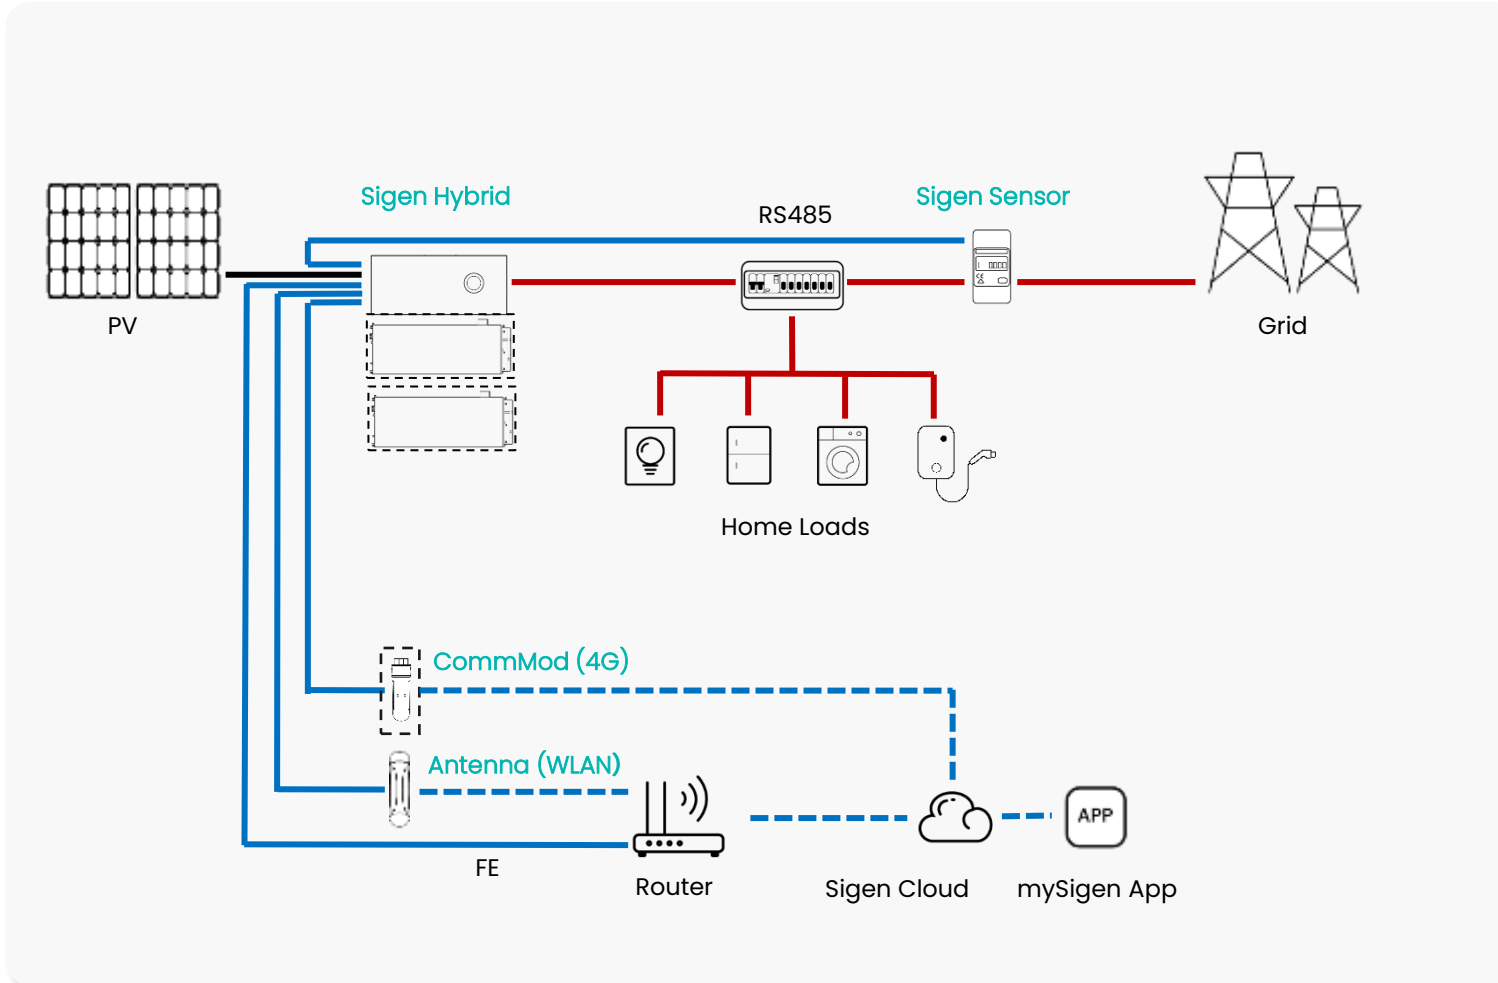 Sigen Hybrid
Sigen Sensor
RS485
PV
Grid
Home Loads
CommMod (4G)
Antenna (WLAN)
APP
FE
Router
Sigen Cloud
mySigen App